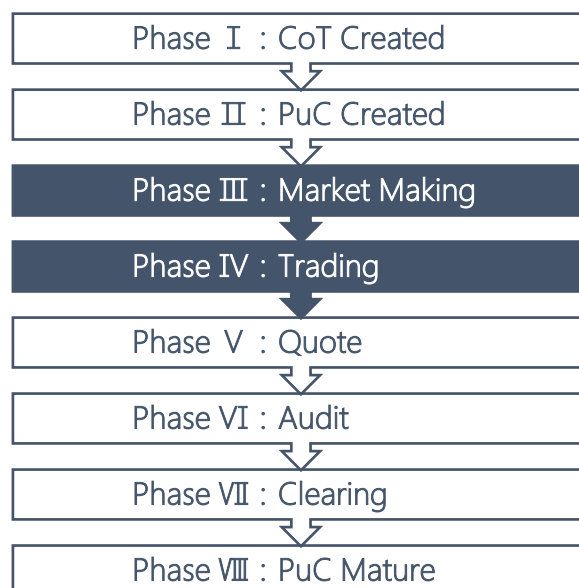 Phase Ⅰ : CoT Created
Phase Ⅱ : PuC Created
Phase Ⅲ : Market Making
Phase Ⅳ : Trading
Phase Ⅴ : Quote
Phase Ⅵ : Audit
Phase Ⅶ : Clearing
Phase Ⅷ : PuC Mature